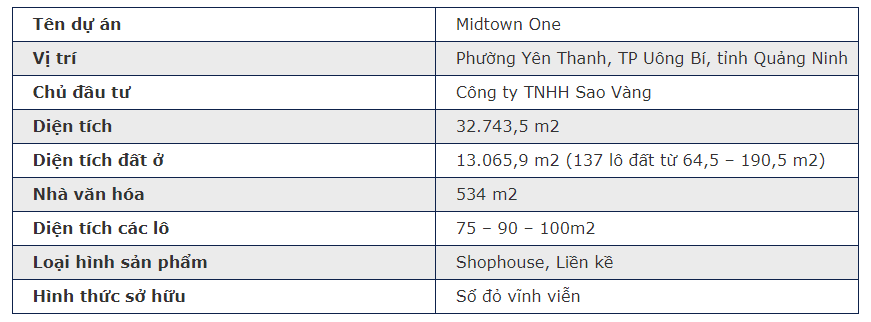 Tên dự án Midtown One
Vị trí Phường Yên Thanh, TP Uông Bí, tỉnh Quảng Ninh
Chủ đầu tư Công ty TNHH Sao Vàng
Diện tích 32.743,5 m2
Diện tích đất ở 13.065,9 m2 (137 lô đất từ 64,5 – 190,5 m2)
Nhà văn hóa 534 m2
Diện tích các lô 75 – 90 – 100m2
Loại hình sản phẩm Shophouse, Liền kề
Hình thức sở hữu Sổ đỏ vĩnh viễn